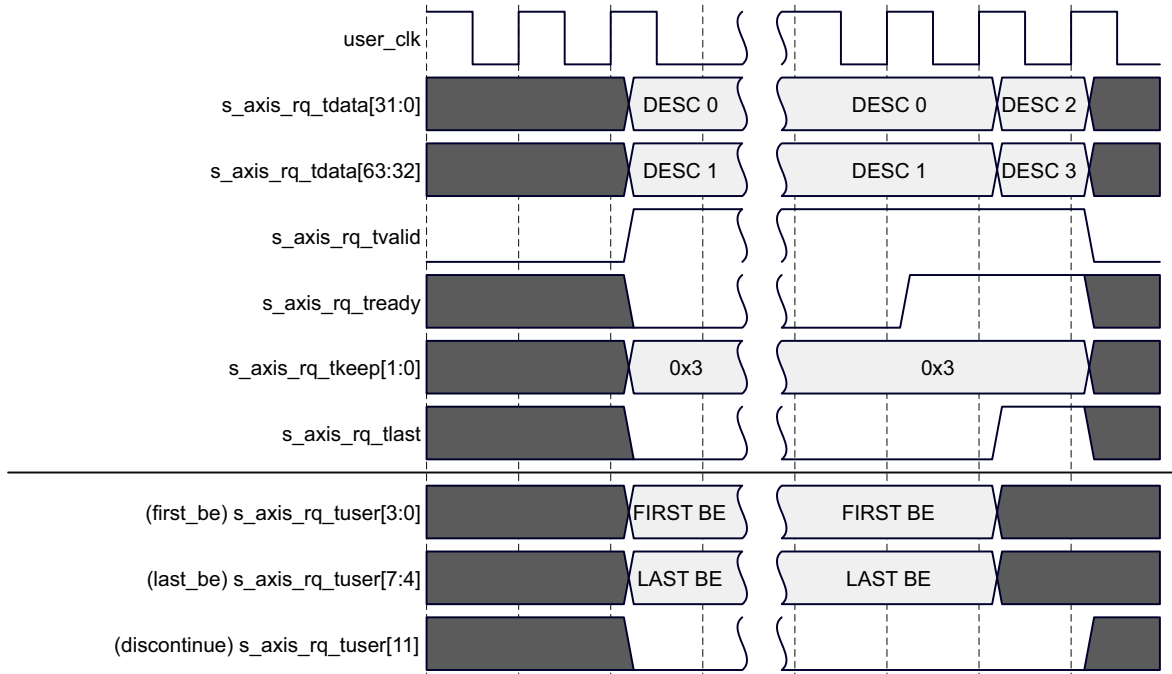 user_clk
s_axis_rq_tdata[31:0] DESC 0 DESC 0 DESC 2
s_axis_rq_tdata[63:32] DESC 1 DESC 1 DESC 3
s_axis_rq_tvalid
s_axis_rq_tready
s_axis_rq_tkeep[1:0] 0x3 0x3
s_axis_rq_tlast
(first_be) s_axis_rq_tuser[3:0] FIRST BE FIRST BE
(last_be) s_axis_rq_tuser[7:4] LAST BE LAST BE
(discontinue) s_axis_rq_tuser[11]